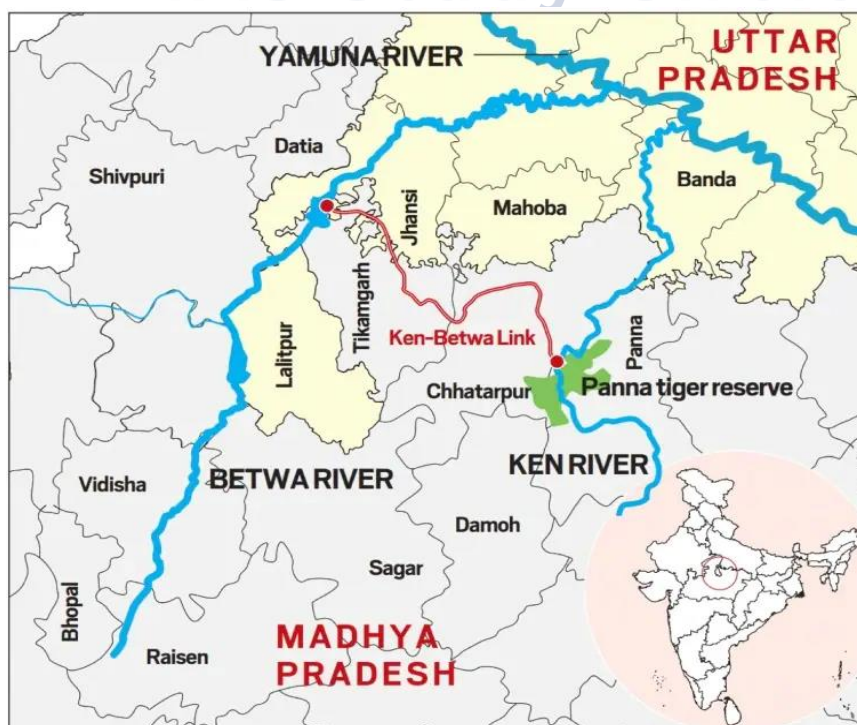 YAMUNA RIVER
UTTAR
PRADESH
Datia
Shivpuri
Banda
Jhansi
Mahoba
Tikamgarh
Ken-Betwa Link
Panna
Lalitpur
Chhatarpur
Panna tiger reserve
Vidisha
BETWA RIVER
KEN RIVER
Damoh
Sagar
Bhopal
Raisen
MADHYA
PRADESH